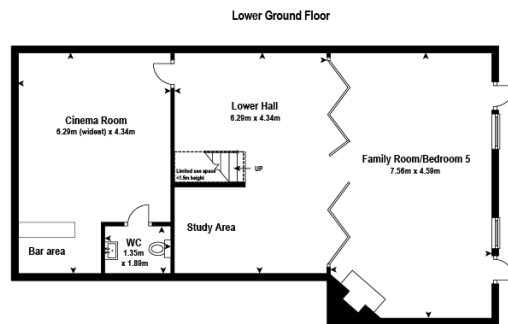 Lower Ground Floor
Cinema Room
6.29m (widest) x 4.34m
Lower Hall
6.29m x 4.34m
Family Room/Bedroom 5
7.56m x 4.59m
Limited use space
<1.5m height
UP
Study Area
Bar area
WC
1.35m
x 1.89m